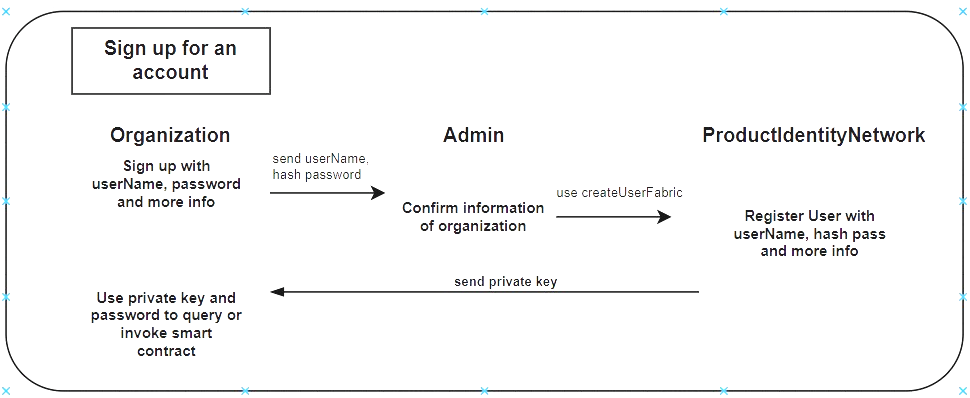 Sign up for an
account
Organization
Admin
ProductIdentityNetwork
Sign up with
userName, password
and more info
send userName,
hash password
Confirm information
of organization
use createUserFabric
Register User with
userName, hash pass
and more info
send private key
Use private key and
password to query or
invoke smart
contract